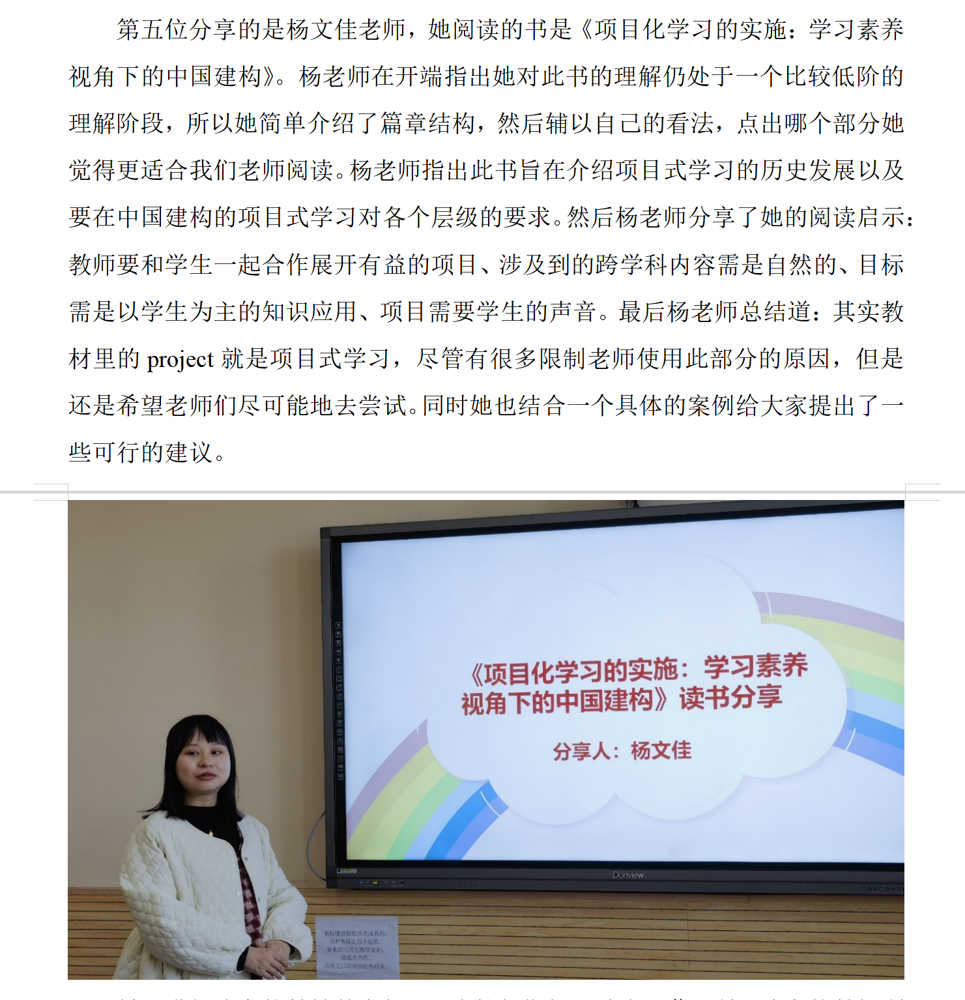 第五位分享的是杨文佳老师，她阅读的书是《项目化学习的实施：学习素养
视角下的中国建构》。杨老师在开端指出她对此书的理解仍处于一个比较低阶的
理解阶段，所以她简单介绍了篇章结构，然后辅以自己的看法，点出哪个部分她
觉得更适合我们老师阅读。杨老师指出此书旨在介绍项目式学习的历史发展以及
要在中国建构的项目式学习对各个层级的要求。然后杨老师分享了她的阅读启示：
教师要和学生一起合作展开有益的项目、涉及到的跨学科内容需是自然的、目标
需是以学生为主的知识应用、项目需要学生的声音。最后杨老师总结道：其实教
材里的 project 就是项目式学习，尽管有很多限制老师使用此部分的原因，但是
还是希望老师们尽可能地去尝试。同时她也结合一个具体的案例给大家提出了一
些可行的建议。
《项目化学习的实施：学习素养
视角下的中国建构》读书分享
分享人：杨文佳
Donview
鼠标键盘接收器是成套的，